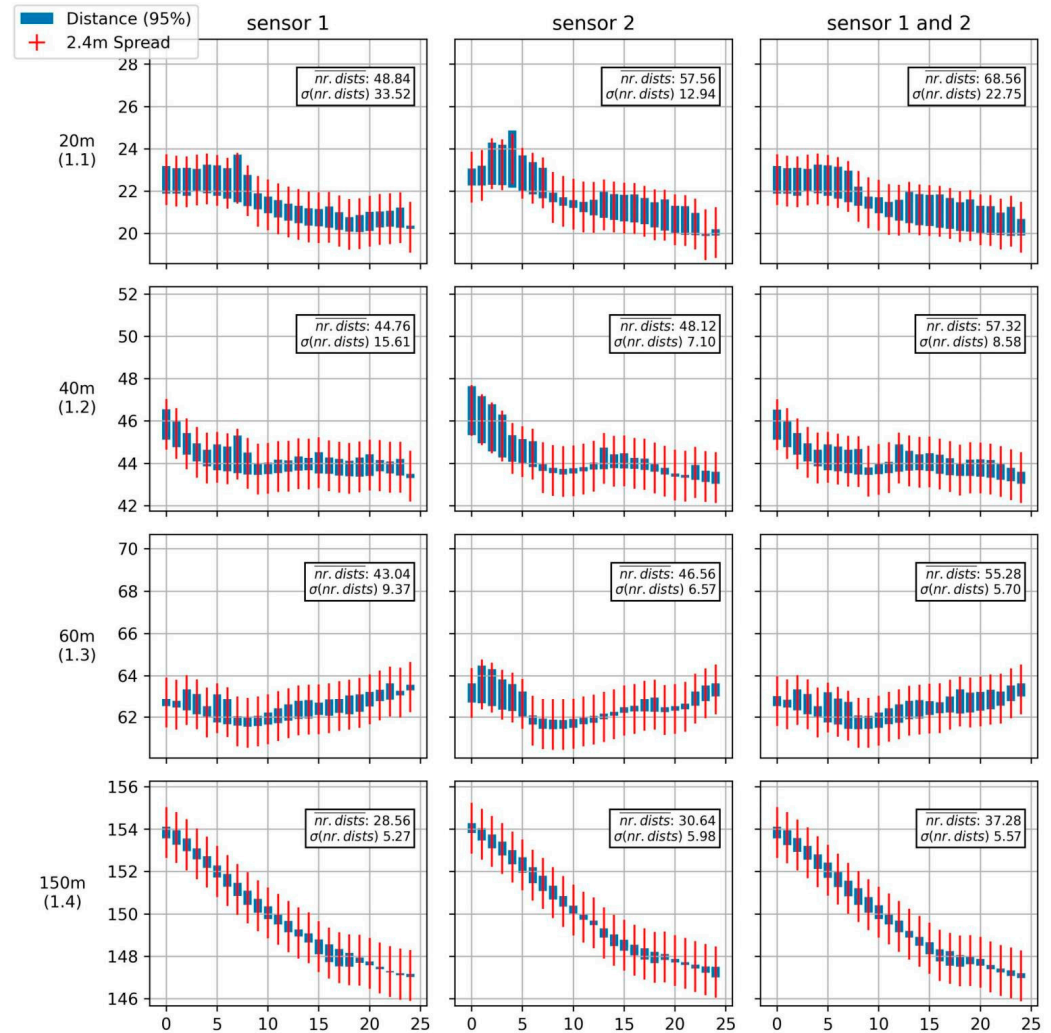 Distance (95%)
2.4m Spread
sensor 1
sensor 2
sensor 1 and 2
20m
(1.1)
28
26
24
22
20
nr. dists: 48.84
σ(nr. dists) 33.52
nr. dists: 57.56
σ(nr. dists) 12.94
nr. dists: 68.56
σ(nr. dists) 22.75
40m
(1.2)
52
50
48
46
44
42
nr. dists: 44.76
σ(nr. dists) 15.61
nr. dists: 48.12
σ(nr. dists) 7.10
nr. dists: 57.32
σ(nr. dists) 8.58
60m
(1.3)
70
68
66
64
62
nr. dists: 43.04
σ(nr. dists) 9.37
nr. dists: 46.56
σ(nr. dists) 6.57
nr. dists: 55.28
σ(nr. dists) 5.70
150m
(1.4)
156
154
152
150
147
146
nr. dists: 28.56
σ(nr. dists) 5.27
nr. dists: 30.64
σ(nr. dists) 5.98
nr. dists: 37.28
σ(nr. dists) 5.57
0 5 10 15 20 25
0 5 10 15 20 25
0 5 10 15 20 25